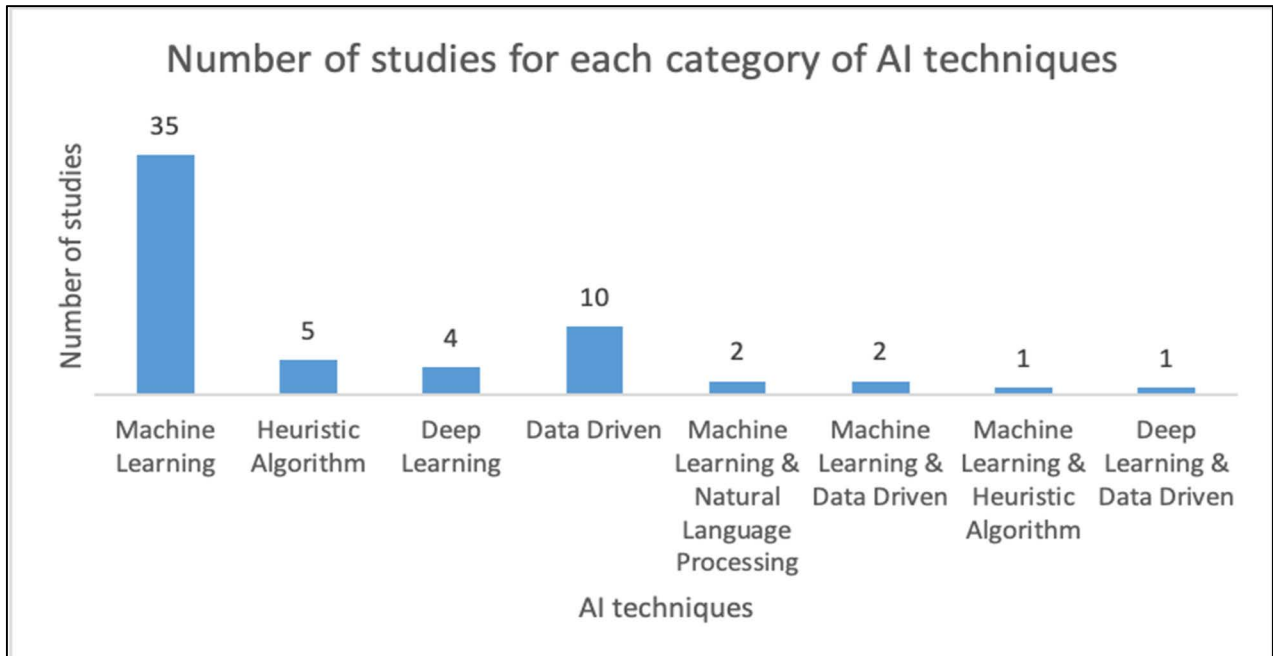 Number of studies for each category of AI techniques
35
Number of studies
10
5
4
2
2
1
1
Machine Learning
Heuristic Algorithm
Deep Learning
Data Driven
Machine Learning & Natural Language Processing
Machine Learning & Data Driven
Machine Learning & Heuristic Algorithm
Deep Learning & Data Driven
AI techniques